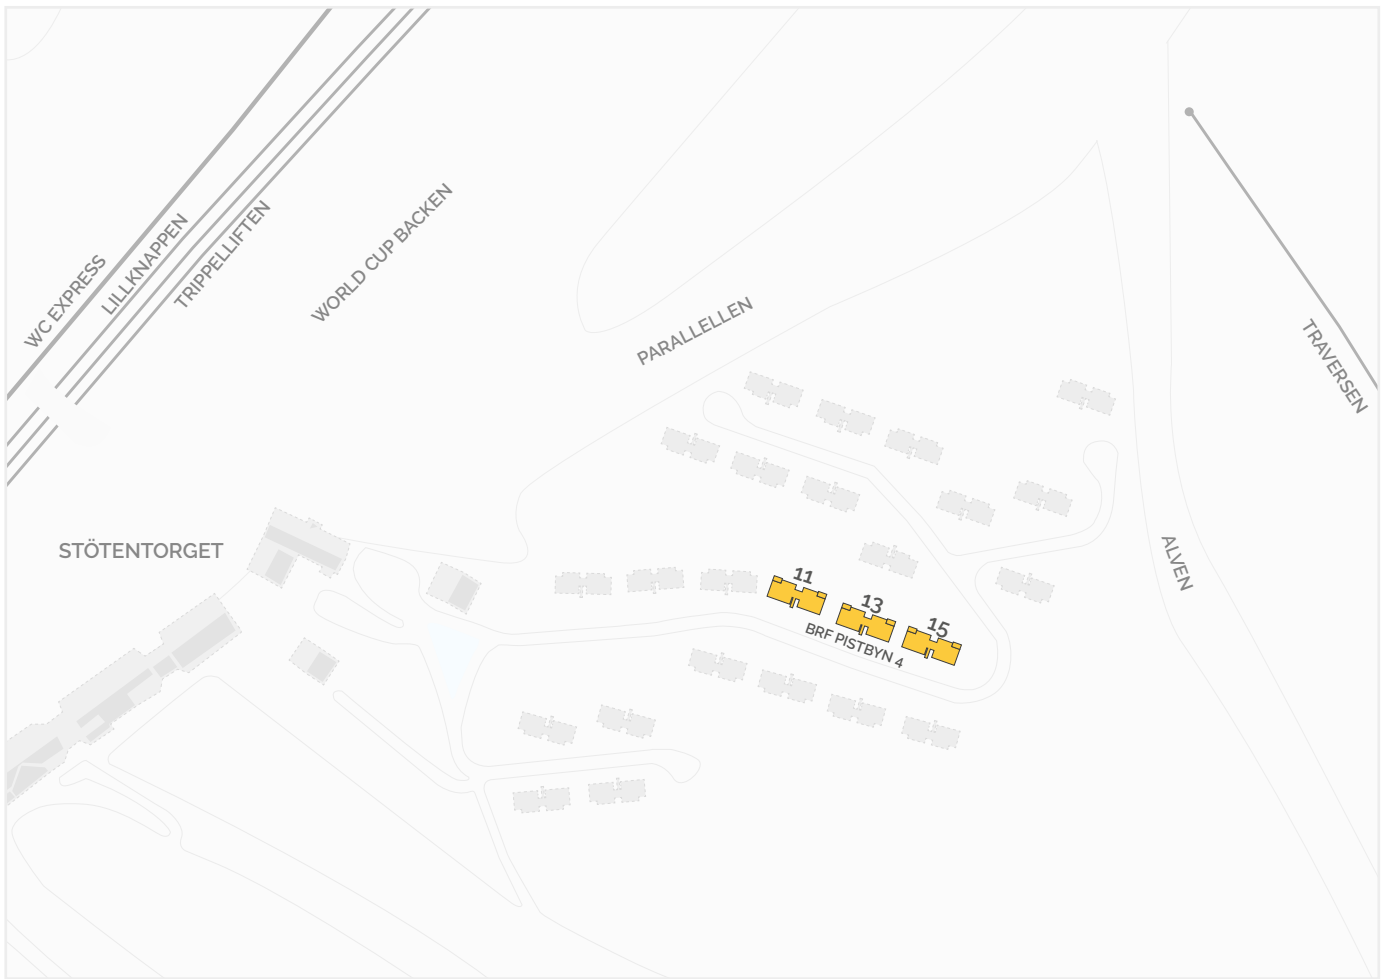 WC EXPRESS
LILLKNAPPEN
TRIPPELLIFTEN
WORLD CUP BACKEN
PARALLELLEN
TRAVERSEN
STÖTENTORGET
ALVEN
11
13
15
BRF PISTBYN 4